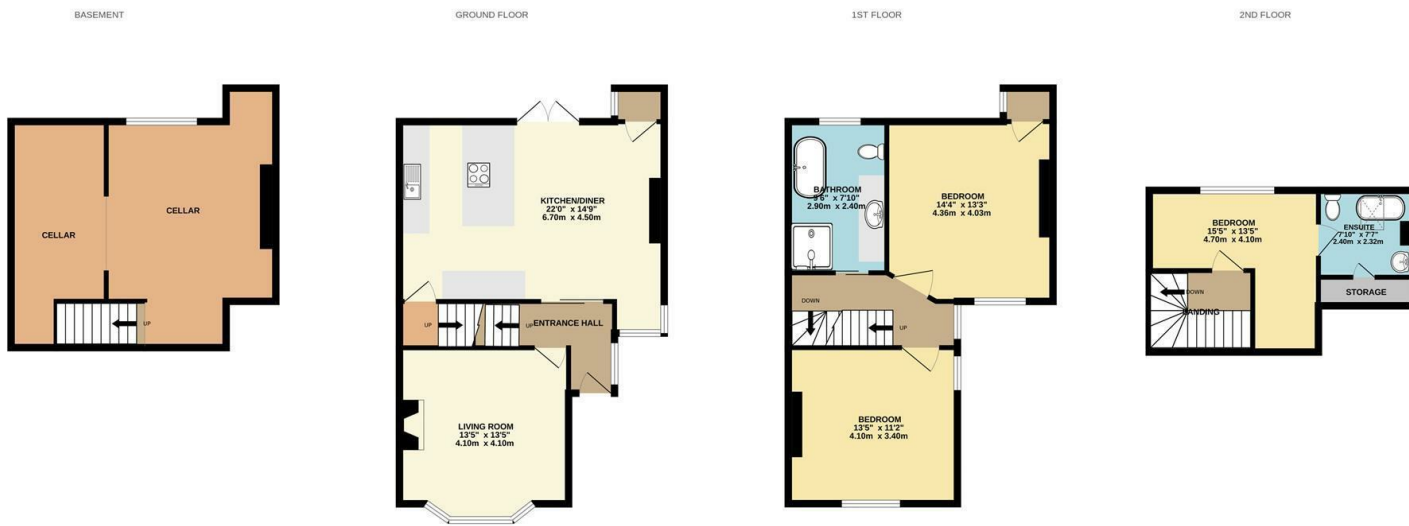 BASEMENT
GROUND FLOOR
1ST FLOOR
2ND FLOOR
CELLAR
CELLAR
UP
KITCHEN/DINER
22'0" x 14'9"
6.70m x 4.50m
UP
UP
ENTRANCE HALL
LIVING ROOM
13'5" x 13'5"
4.10m x 4.10m
BATHROOM
9'6" x 7'10"
2.90m x 2.40m
BEDROOM
14'4" x 13'3"
4.36m x 4.03m
DOWN
UP
BEDROOM
13'5" x 11'2"
4.10m x 3.40m
BEDROOM
15'5" x 13'5"
4.70m x 4.10m
ENSUITE
7'10" x 7'7"
2.40m x 2.32m
DOWN
LANDING
STORAGE